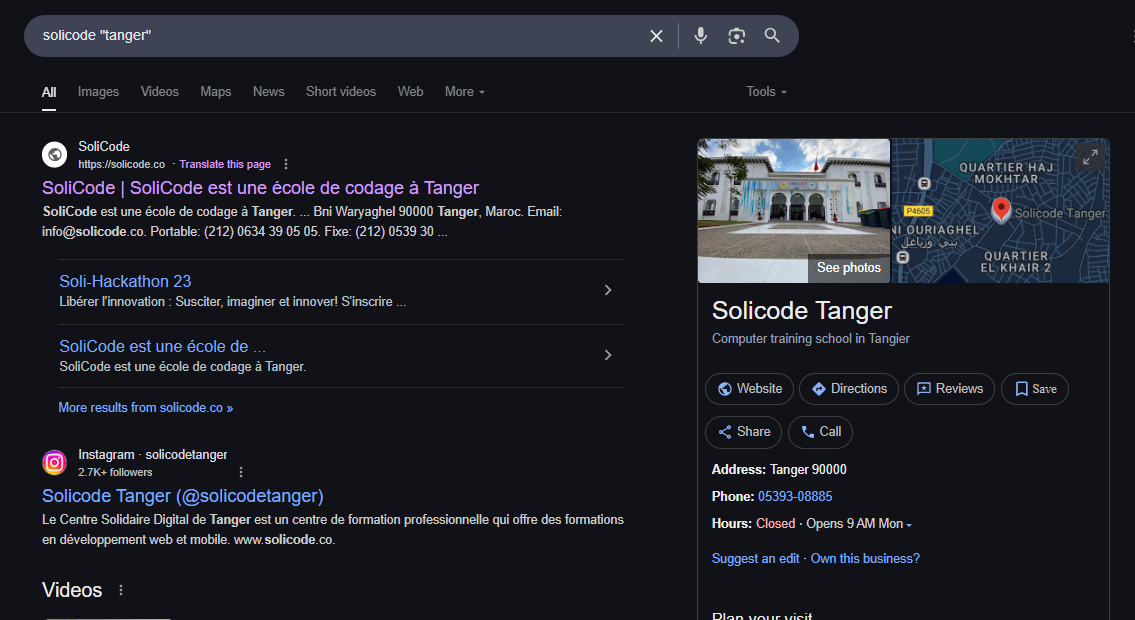 solicode "tanger"
All Images Videos Maps News Short videos Web More Tools
SoliCode
https://solicode.co · Translate this page
SoliCode | SoliCode est une école de codage à Tanger
SoliCode est une école de codage à Tanger. ... Bni Waryaghel 90000 Tanger, Maroc. Email:
info@solicode.co. Portable: (212) 0634 39 05 05. Fixe: (212) 0539 30 ...
Soli-Hackathon 23
Libérer l'innovation : Susciter, imaginer et innover! S'inscrire ...
SoliCode est une école de ...
SoliCode est une école de codage à Tanger.
More results from solicode.co »
Instagram · solicodetanger
2.7K+ followers
Solicode Tanger (@solicodetanger)
Le Centre Solidaire Digital de Tanger est un centre de formation professionnelle qui offre des formations
en développement web et mobile. www.solicode.co.
Videos
See photos
QUARTIER HAJ
MOKHTAR
P4605
Solicode Tanger
NI OURIAGHEL
بني ورياغل
QUARTIER
EL KHAIR 2
Solicode Tanger
Computer training school in Tangier
Website Directions Reviews Save
Share Call
Address: Tanger 90000
Phone: 05393-08885
Hours: Closed · Opens 9 AM Mon
Suggest an edit · Own this business?
Plan your visit